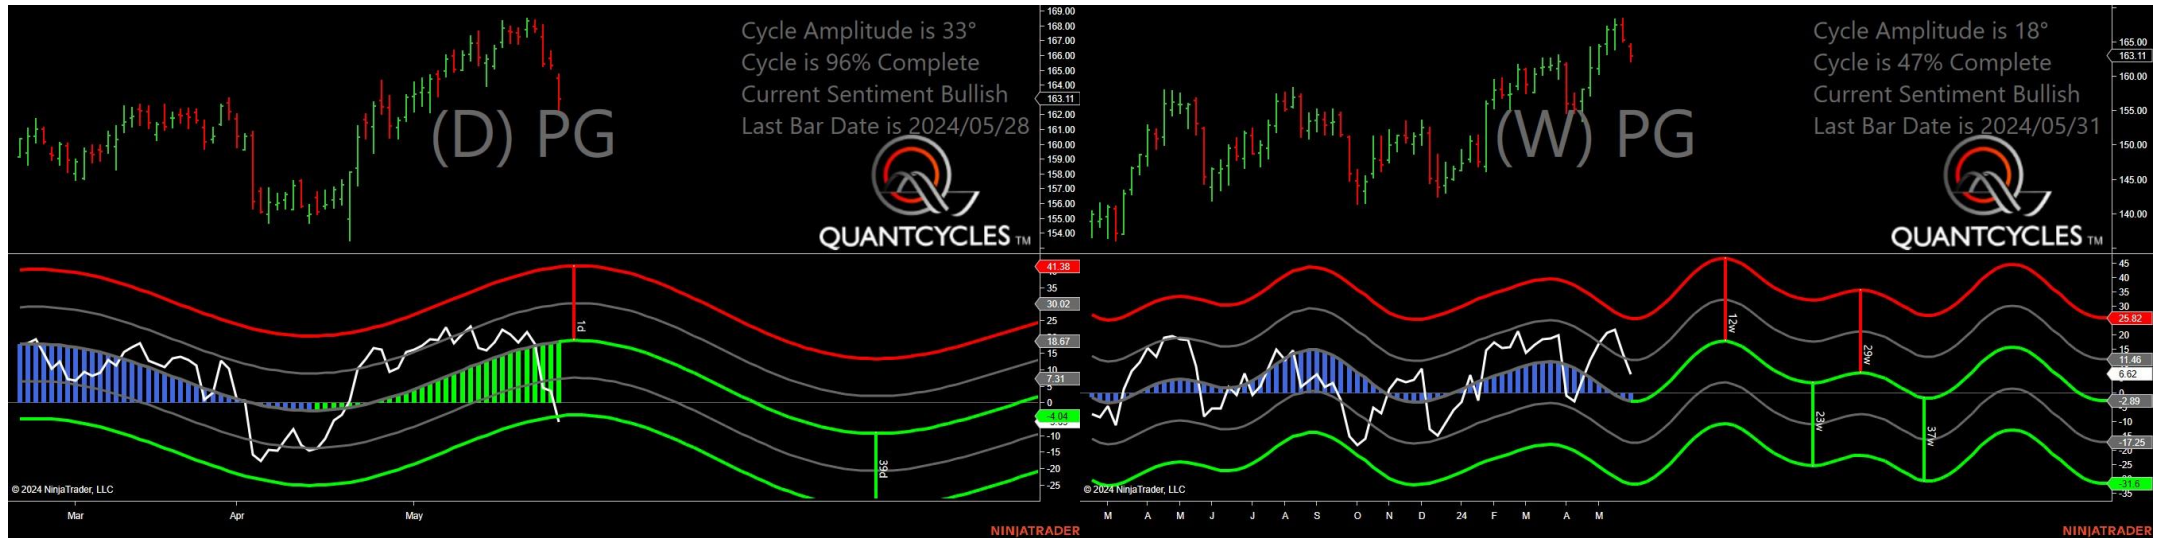 Cycle Amplitude is 33°
Cycle is 96% Complete
Current Sentiment Bullish
Last Bar Date is 2024/05/28
(D) PG
QUANTCYCLES TM
169.00
168.00
167.00
166.00
165.00
164.00
163.11
162.00
161.00
160.00
159.00
158.00
157.00
156.00
155.00
154.00
41.38
35
30.02
25
18.67
15
10
7.31
5
0
-4.04
-10
-15
-20
-25
1d
39d
© 2024 NinjaTrader, LLC
Mar Apr May
NINJATRADER
Cycle Amplitude is 18°
Cycle is 47% Complete
Current Sentiment Bullish
Last Bar Date is 2024/05/31
(W) PG
QUANTCYCLES TM
165.00
163.11
160.00
155.00
150.00
145.00
140.00
45
40
35
30
25.82
20
15
11.46
6.62
0
-2.89
-10
-17.25
-20
-25
-31.6
-35
12w
29w
23w
37w
© 2024 NinjaTrader, LLC
M A M J J A S O N D 24 F M A M
NINJATRADER